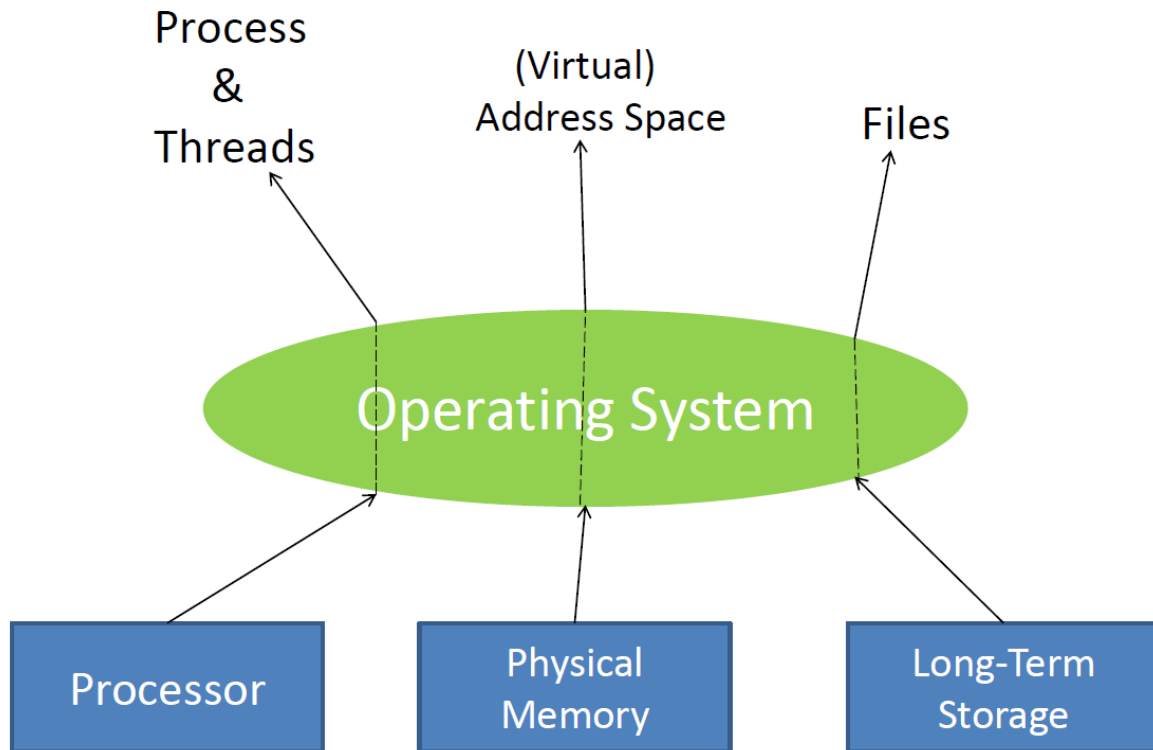 Process
&
Threads
(Virtual)
Address Space
Files
Operating System
Processor
Physical
Memory
Long-Term
Storage